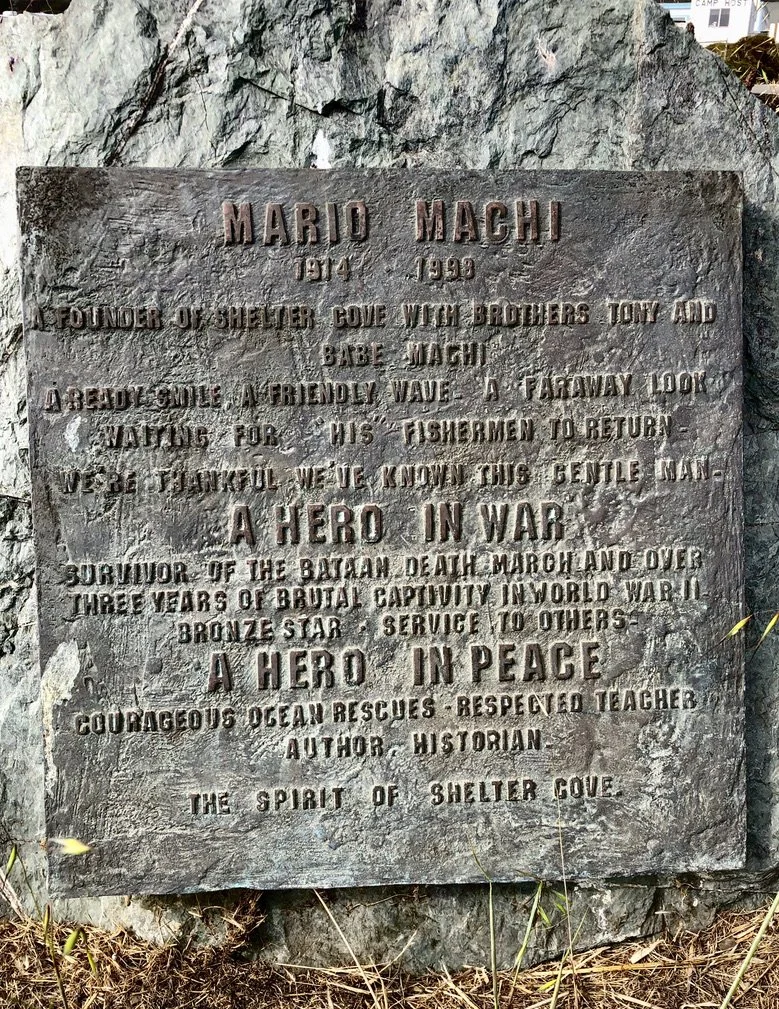 CAMP HOST
MARIO MACHI
1914 1998
A FOUNDER OF SHELTER COVE WITH BROTHERS TONY AND
BABE MACHI
A READY SMILE, A FRIENDLY WAVE - A FARAWAY LOOK
WAITING FOR "HIS" FISHERMEN TO RETURN -
WE'RE THANKFUL WE'VE KNOWN THIS GENTLE MAN -
A HERO IN WAR
SURVIVOR OF THE BATAAN DEATH MARCH AND OVER
THREE YEARS OF BRUTAL CAPTIVITY IN WORLD WAR II
BRONZE STAR - SERVICE TO OTHERS -
A HERO IN PEACE
COURAGEOUS OCEAN RESCUES - RESPECTED TEACHER
AUTHOR, HISTORIAN -
THE SPIRIT OF SHELTER COVE.